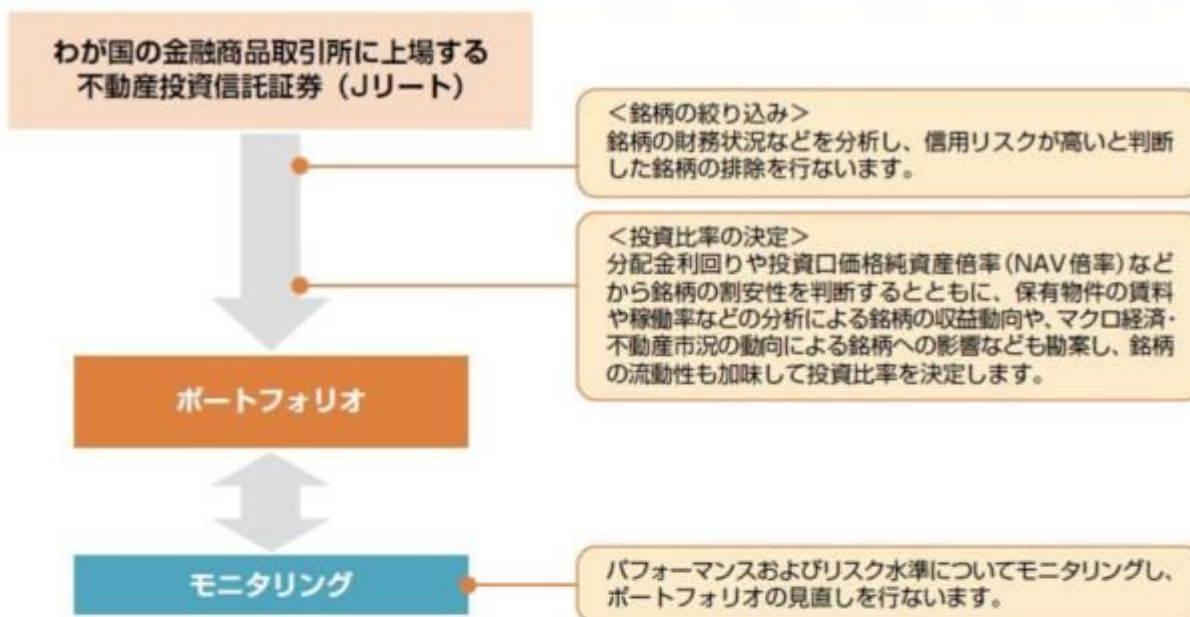 わが国の金融商品取引所に上場する
不動産投資信託証券（Jリート）
＜銘柄の絞り込み＞
銘柄の財務状況などを分析し、信用リスクが高いと判断
した銘柄の排除を行ないます。
＜投資比率の決定＞
分配金利回りや投資口価格純資産倍率（NAV倍率）など
から銘柄の割安性を判断するとともに、保有物件の賃料
や稼働率などの分析による銘柄の収益動向や、マクロ経済・
不動産市況の動向による銘柄への影響なども勘案し、銘柄
の流動性も加味して投資比率を決定します。
ポートフォリオ
モニタリング
パフォーマンスおよびリスク水準についてモニタリングし、
ポートフォリオの見直しを行ないます。